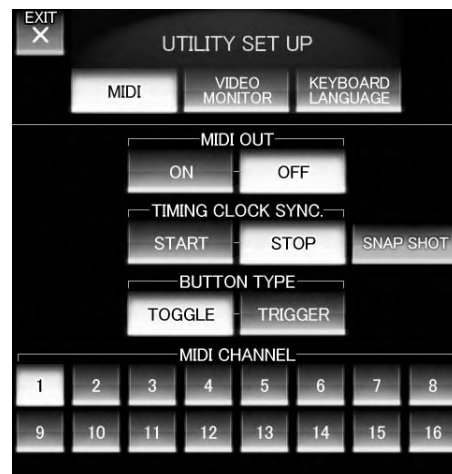 EXIT
×
UTILITY SET UP
MIDI
VIDEO
MONITOR
KEYBOARD
LANGUAGE
MIDI OUT
ON
OFF
TIMING CLOCK SYNC.
START
STOP
SNAP SHOT
BUTTON TYPE
TOGGLE
TRIGGER
MIDI CHANNEL
1 2 3 4 5 6 7 8
9 10 11 12 13 14 15 16